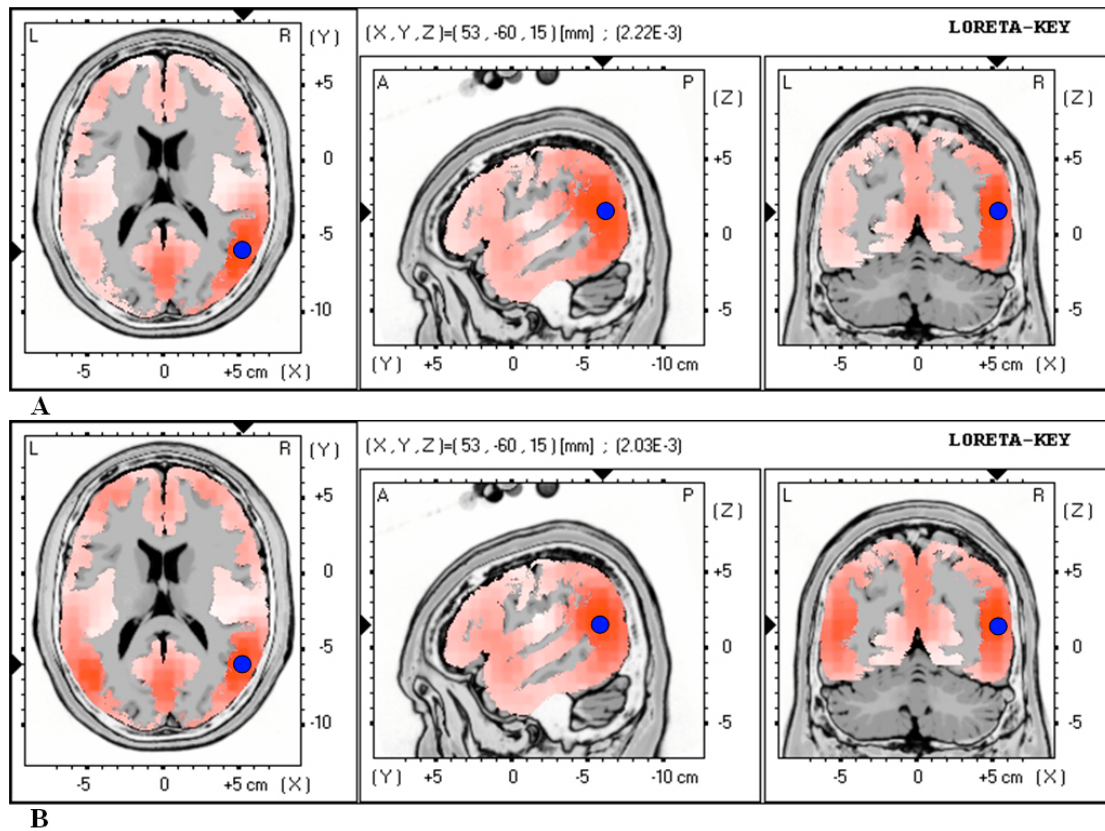 L R (Y)
(X,Y,Z)=(53,-60,15)[mm] ; (2.22E-3) LORETA-KEY
A P (Z)
L R (Z)
+5
0
-5
-10
-5 0 +5 cm (X)
+5
0
-5
(Y) +5 0 -5 -10 cm
+5
0
-5
-5 0 +5 cm (X)
A
L R (Y)
(X,Y,Z)=(53,-60,15)[mm] ; (2.03E-3) LORETA-KEY
A P (Z)
L R (Z)
+5
0
-5
-10
-5 0 +5 cm (X)
+5
0
-5
(Y) +5 0 -5 -10 cm
+5
0
-5
-5 0 +5 cm (X)
B